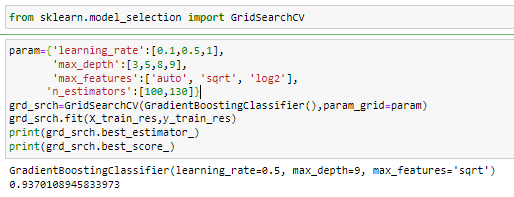 from sklearn.model_selection import GridSearchCV
param={'learning_rate':[0.1,0.5,1],
'max_depth':[3,5,8,9],
'max_features':['auto', 'sqrt', 'log2'],
'n_estimators':[100,130]}
grd_srch=GridSearchCV(GradientBoostingClassifier(),param_grid=param)
grd_srch.fit(X_train_res,y_train_res)
print(grd_srch.best_estimator_)
print(grd_srch.best_score_)
GradientBoostingClassifier(learning_rate=0.5, max_depth=9, max_features='sqrt')
0.9370108945833973